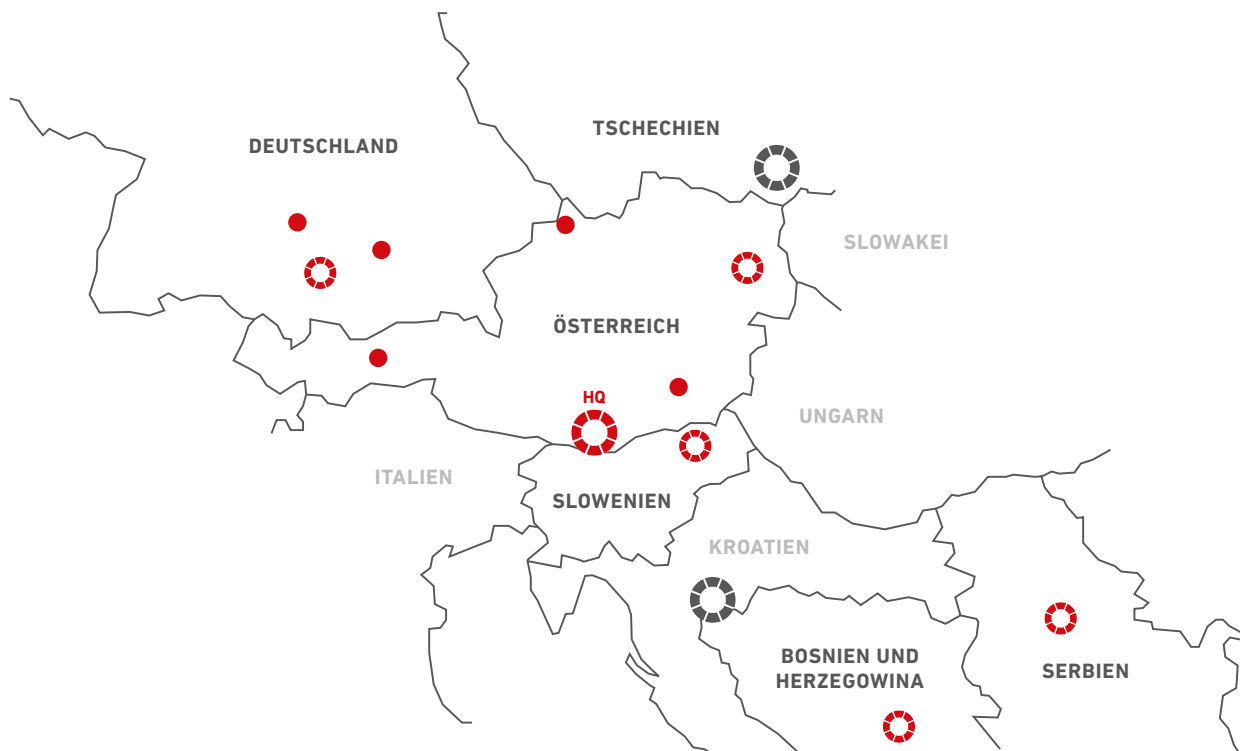 TSCHECHIEN
DEUTSCHLAND
SLOWAKEI
ÖSTERREICH
HQ
UNGARN
ITALIEN
SLOWENIEN
KROATIEN
BOSNIEN UND
HERZEGOWINA
SERBIEN